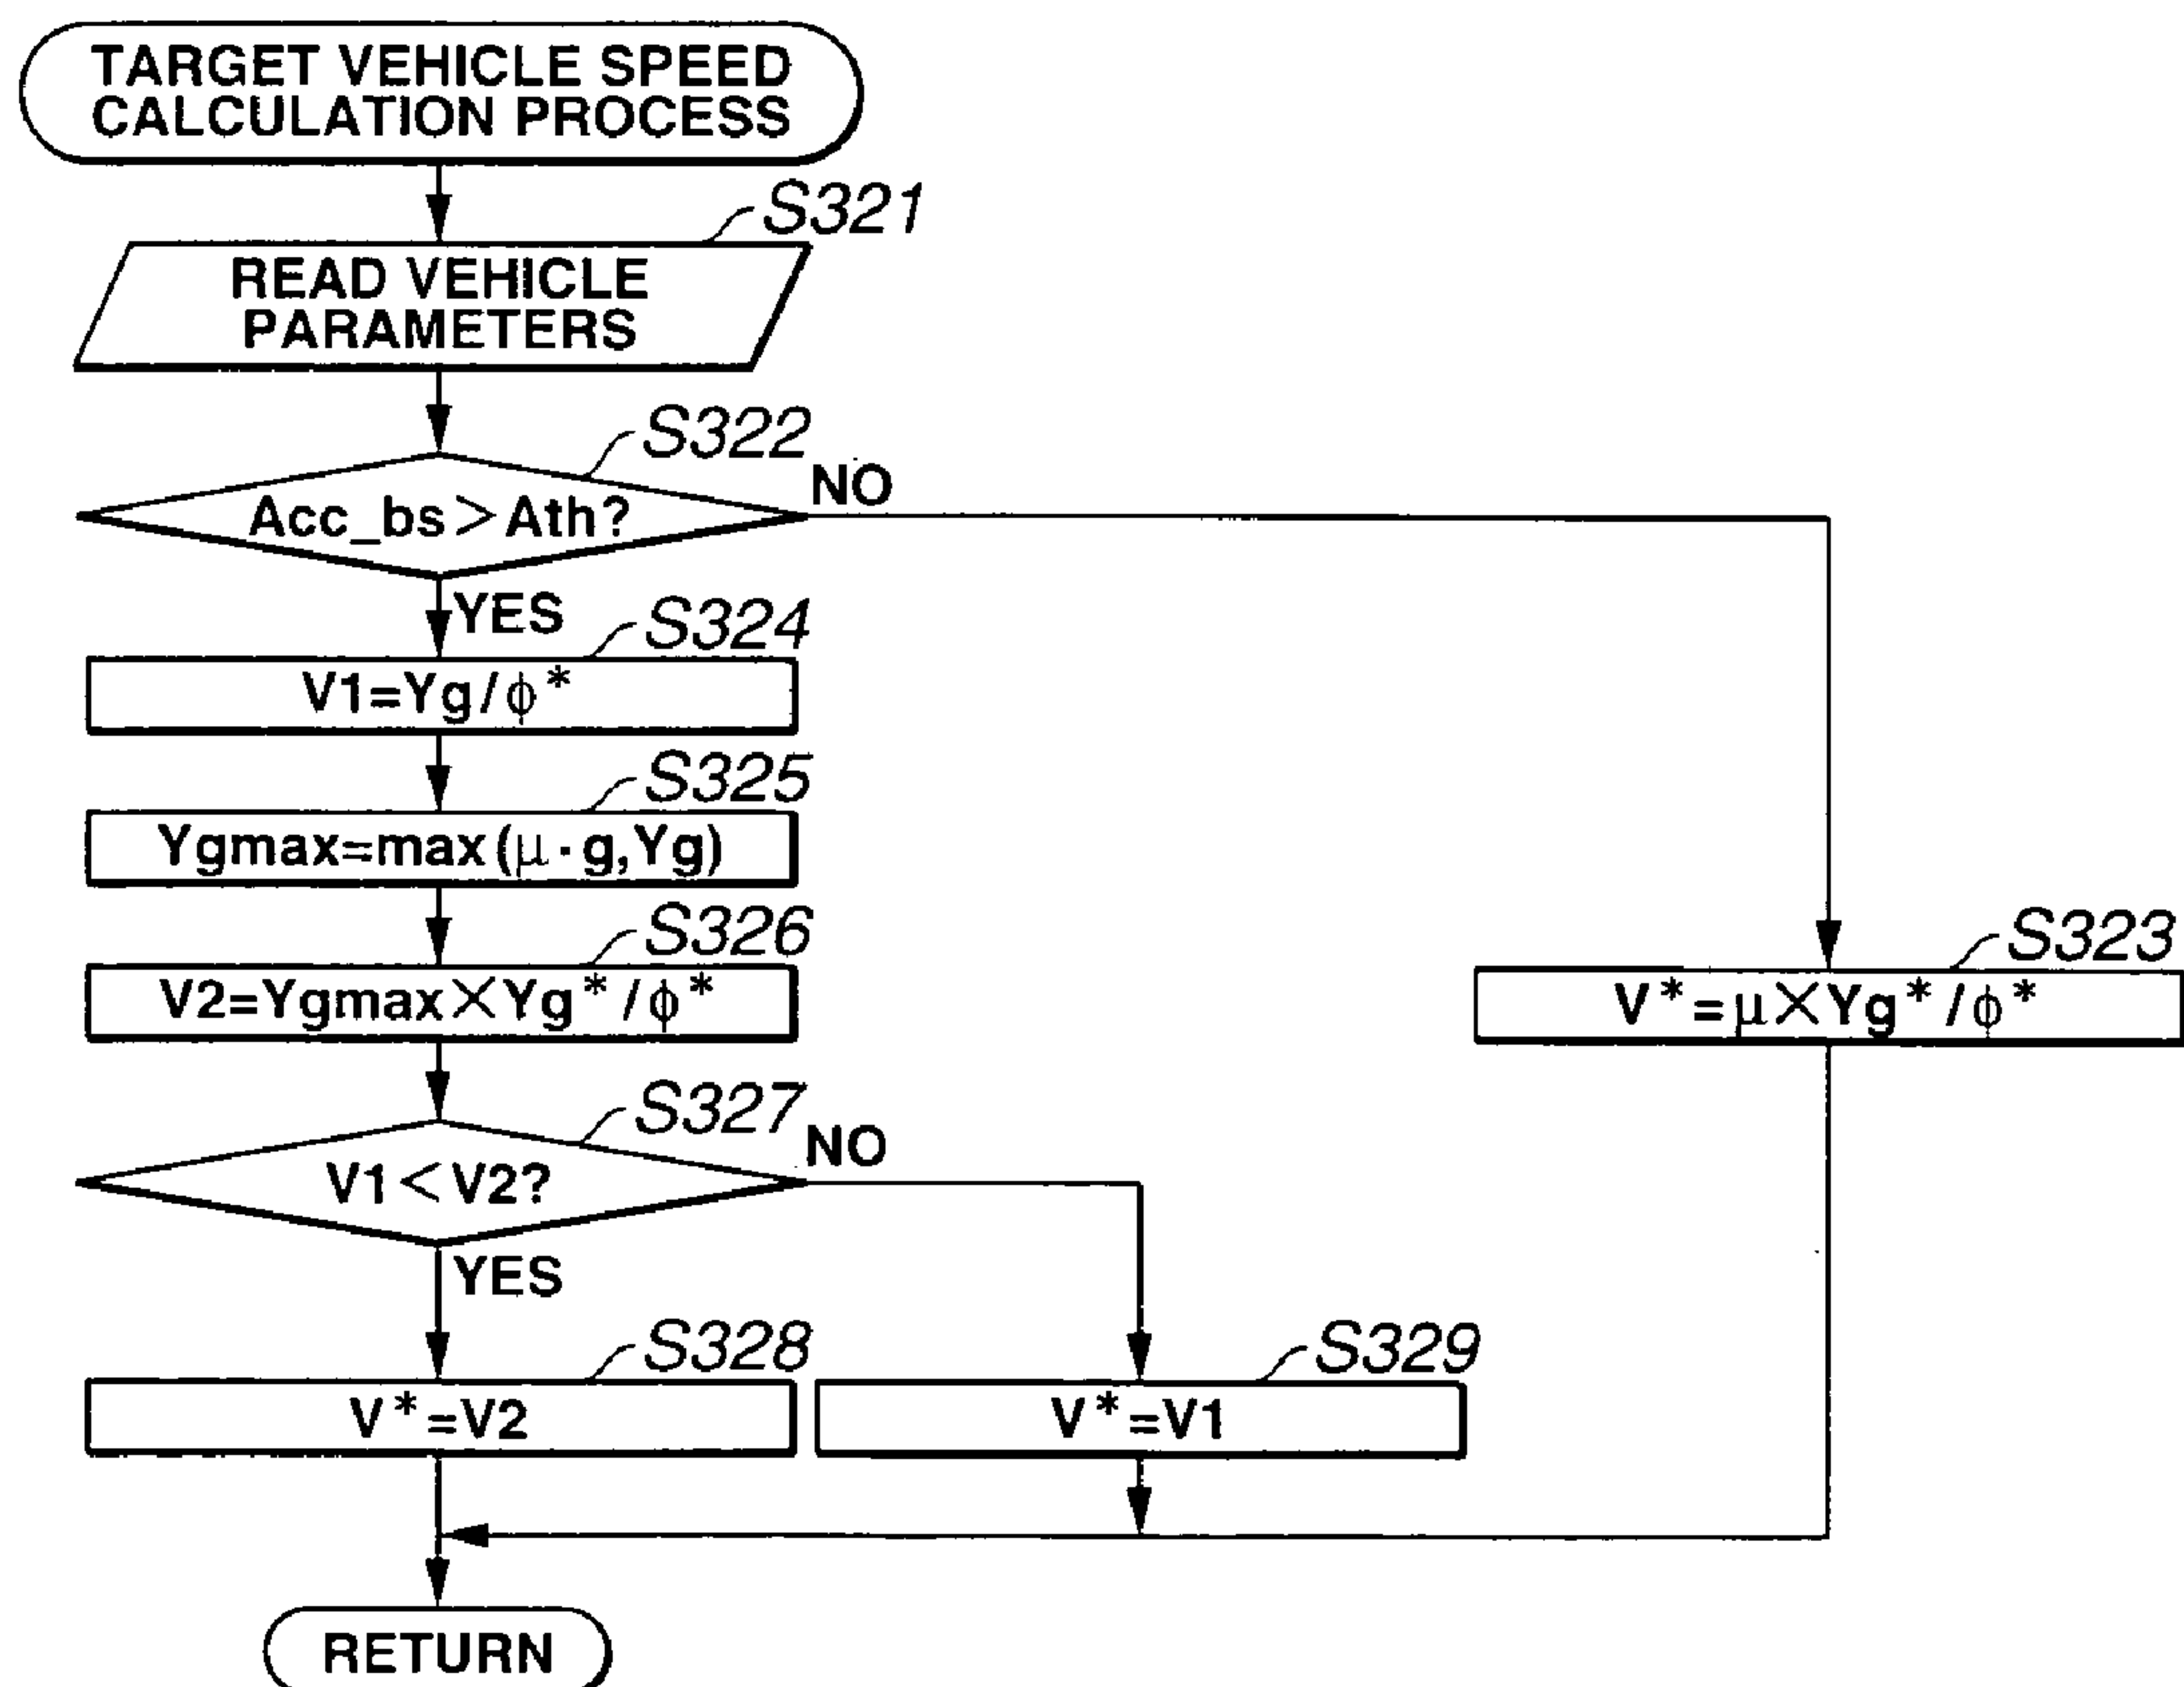 TARGET VEHICLE SPEED
CALCULATION PROCESS
S321
READ VEHICLE
PARAMETERS
S322
Acc_bs>Ath?
NO
YES
S324
V1=Yg/ϕ*
S325
Ygmax=max(μ·g,Yg)
S326
V2=Ygmax×Yg*/ϕ*
S323
V*=μ×Yg*/ϕ*
S327
V1<V2?
NO
YES
S328
V*=V2
S329
V*=V1
RETURN